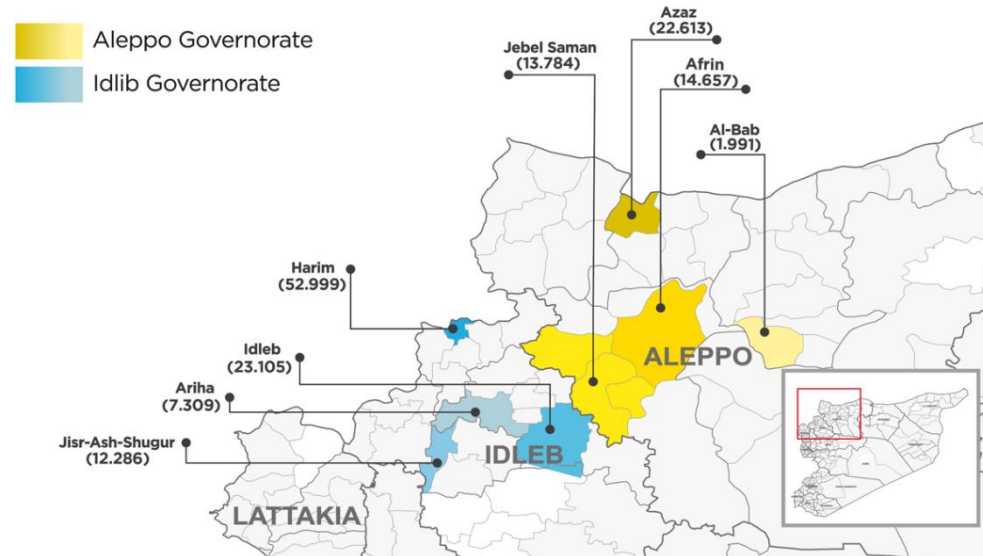 Aleppo Governorate
Idlib Governorate
Azaz
(22.613)
Jebel Saman
(13.784)
Afrin
(14.657)
Al-Bab
(1.991)
Harim
(52.999)
Idleb
(23.105)
Ariha
(7.309)
Jisr-Ash-Shugur
(12.286)
ALEPPO
IDLEB
LATTAKIA